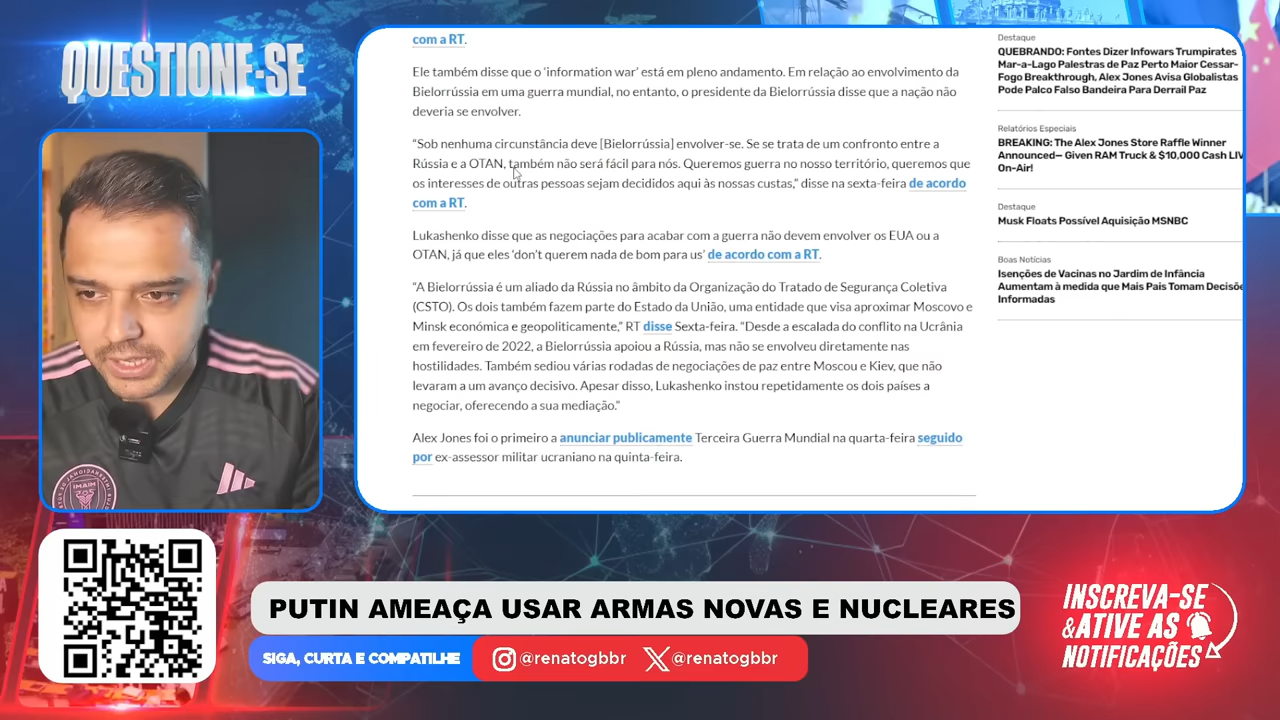 QUESTIONE-SE
com a RT.
Ele também disse que o ‘information war’ está em pleno andamento. Em relação ao envolvimento da
Bielorrússia em uma guerra mundial, no entanto, o presidente da Bielorrússia disse que a nação não
deveria se envolver.
“Sob nenhuma circunstância deve [Bielorrússia] envolver-se. Se se trata de um confronto entre a
Rússia e a OTAN, também não será fácil para nós. Queremos guerra no nosso território, queremos que
os interesses de outras pessoas sejam decididos aqui às nossas custas,” disse na sexta-feira de acordo
com a RT.
Lukashenko disse que as negociações para acabar com a guerra não devem envolver os EUA ou a
OTAN, já que eles ‘don’t querem nada de bom para us’ de acordo com a RT.
“A Bielorrússia é um aliado da Rússia no âmbito da Organização do Tratado de Segurança Coletiva
(CSTO). Os dois também fazem parte do Estado da União, uma entidade que visa aproximar Moscovo e
Minsk económica e geopoliticamente,” RT disse Sexta-feira. “Desde a escalada do conflito na Ucrânia
em fevereiro de 2022, a Bielorrússia apoiou a Rússia, mas não se envolveu diretamente nas
hostilidades. Também sediou várias rodadas de negociações de paz entre Moscou e Kiev, que não
levaram a um avanço decisivo. Apesar disso, Lukashenko instou repetidamente os dois países a
negociar, oferecendo a sua mediação.”
Alex Jones foi o primeiro a anunciar publicamente Terceira Guerra Mundial na quarta-feira seguido
por ex-assessor militar ucraniano na quinta-feira.
Destaque
QUEBRANDO: Fontes Dizer Infowars Trumpirates
Mar-a-Lago Palestras de Paz Perto Maior Cessar-
Fogo Breakthrough, Alex Jones Avisa Globalistas
Pode Palco Falso Bandeira Para Derrail Paz
Relatórios Especiais
BREAKING: The Alex Jones Store Raffle Winner
Announced— Given RAM Truck & $10,000 Cash LIV
On-Air!
Destaque
Musk Floats Possível Aquisição MSNBC
Boas Notícias
Isenções de Vacinas no Jardim de Infância
Aumentam à medida que Mais Pais Tomam Decisõe
Informadas
PUTIN AMEAÇA USAR ARMAS NOVAS E NUCLEARES
SIGA, CURTA E COMPATILHE
@renatogbbr
@renatogbbr
INSCREVA-SE
&ATIVE AS
NOTIFICAÇÕES